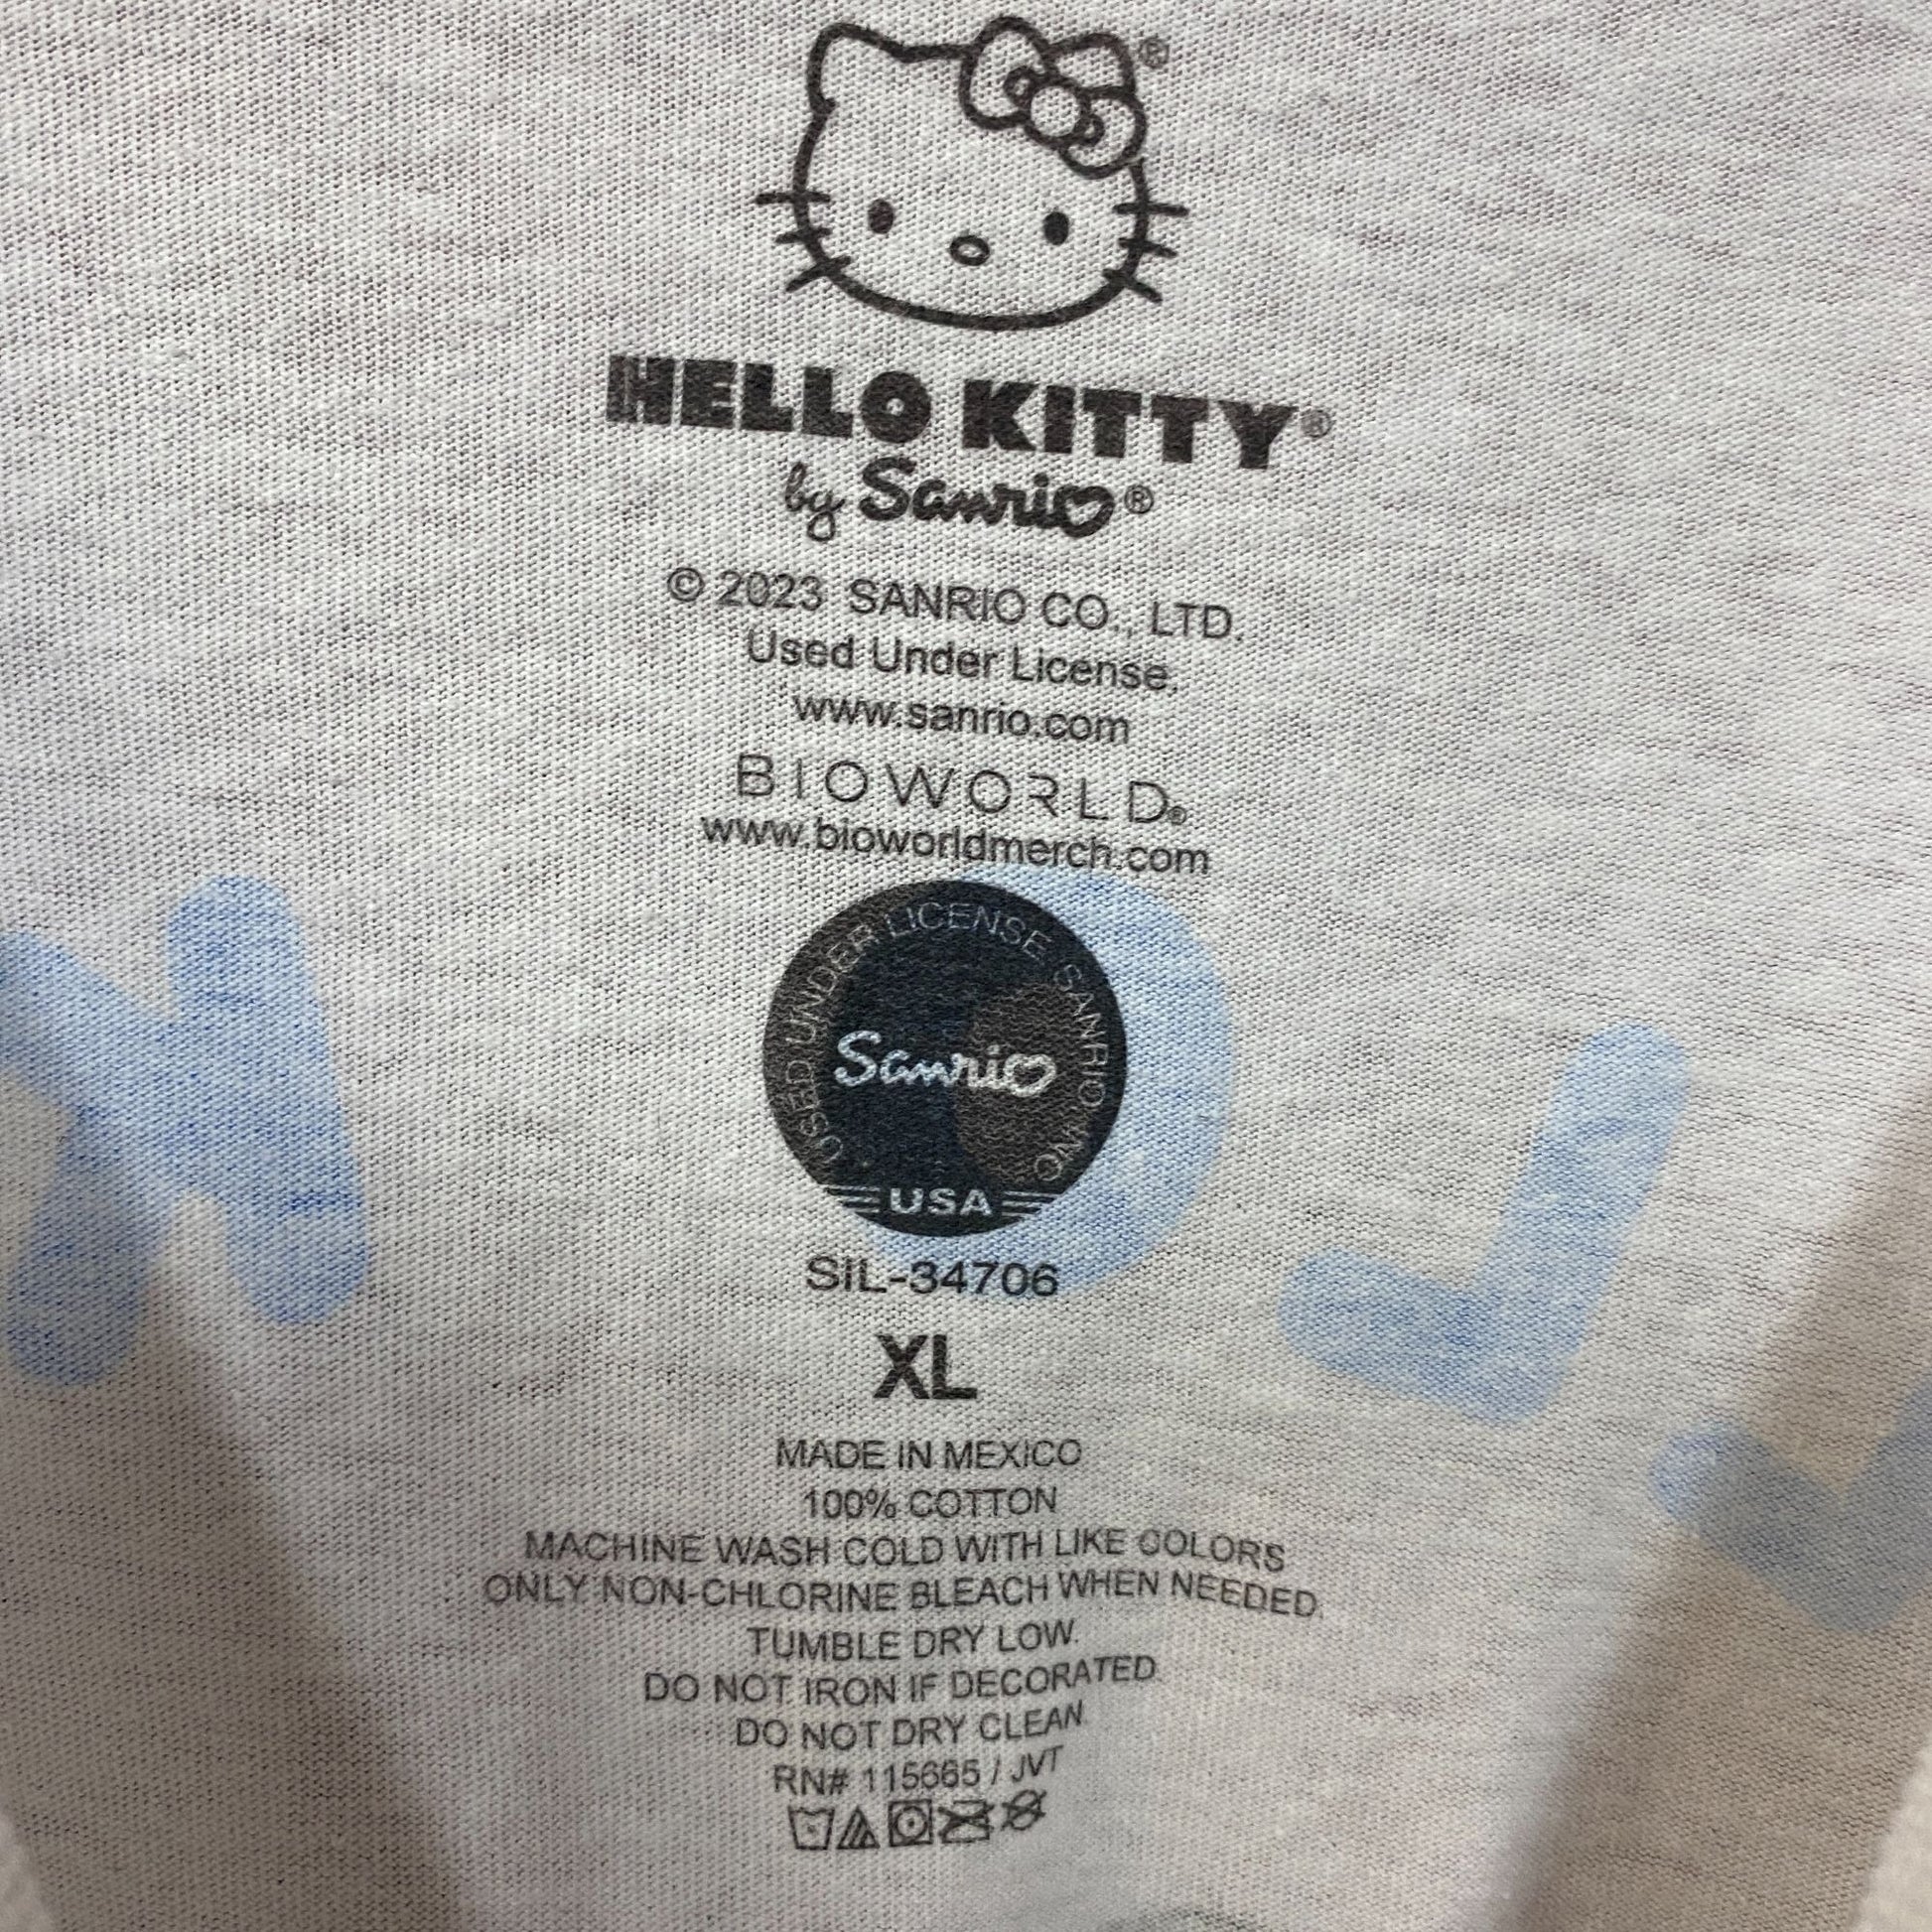 ®
HELLO KITTY®
by Sanrio®
© 2023 SANRIO CO., LTD.
Used Under License.
www.sanrio.com
BIOWORLD®
www.bioworldmerch.com
USED UNDER LICENSE SANRIO, INC.
Sanrio
USA
SIL-34706
XL
MADE IN MEXICO
100% COTTON
MACHINE WASH COLD WITH LIKE COLORS
ONLY NON-CHLORINE BLEACH WHEN NEEDED.
TUMBLE DRY LOW.
DO NOT IRON IF DECORATED.
DO NOT DRY CLEAN
RN# 115665 / JVT